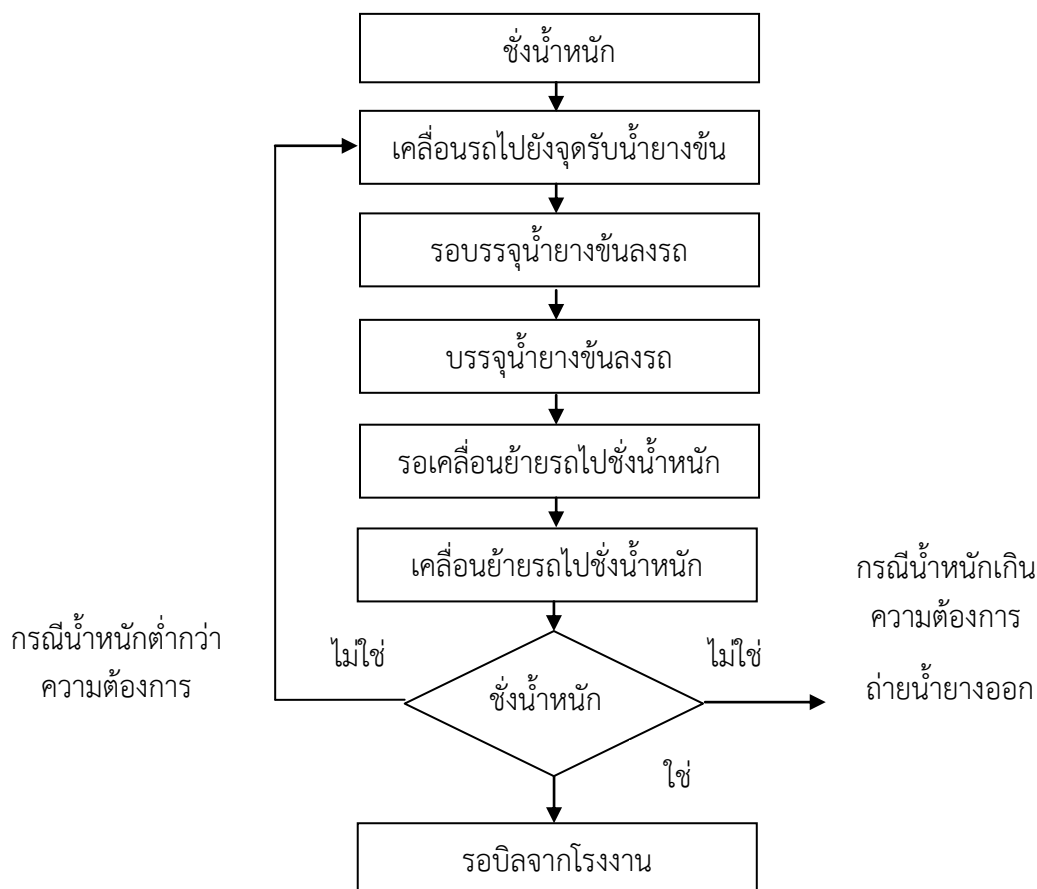 ชั่งน้ำหนัก
เคลื่อนรถไปยังจุดรับน้ำยางข้น
รอบรรจุน้ำยางข้นลงรถ
บรรจุน้ำยางข้นลงรถ
รอเคลื่อนย้ายรถไปชั่งน้ำหนัก
เคลื่อนย้ายรถไปชั่งน้ำหนัก
กรณีน้ำหนักต่ำกว่า
ความต้องการ
ไม่ใช่
ชั่งน้ำหนัก
ไม่ใช่
กรณีน้ำหนักเกิน
ความต้องการ
ถ่ายน้ำยางออก
ใช่
รอบิลจากโรงงาน